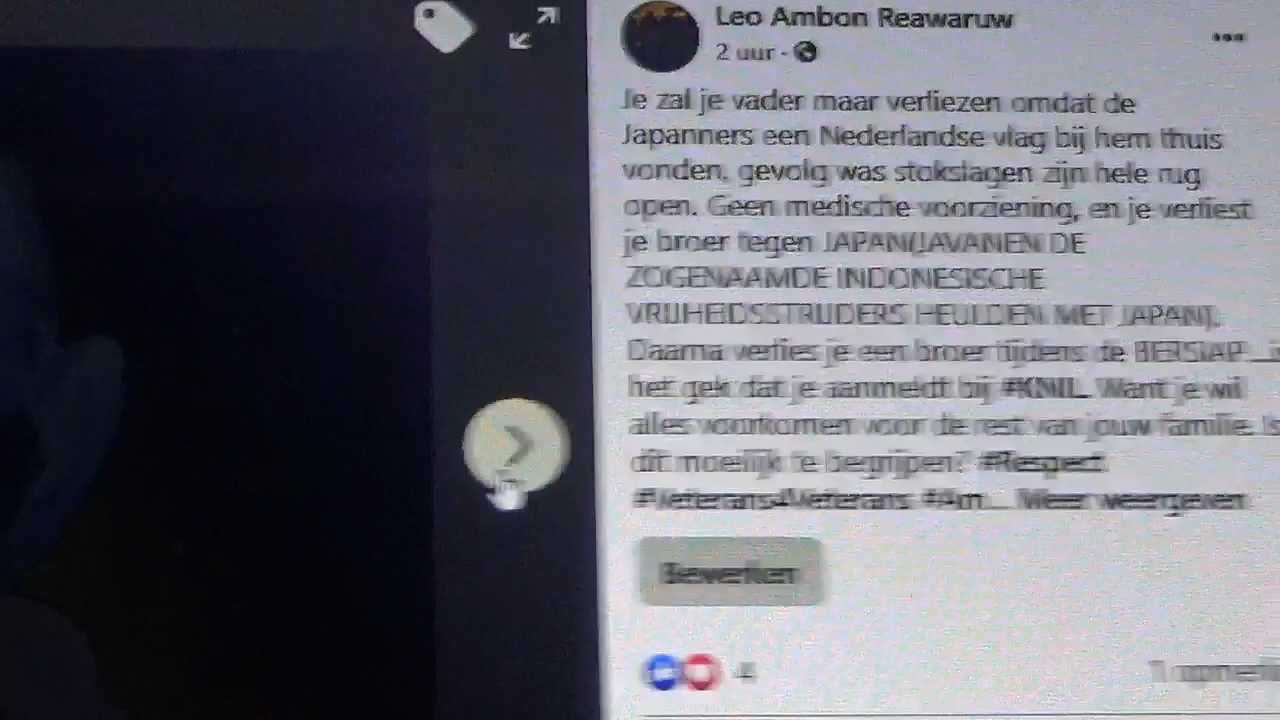 Leo Ambon Reawaruw
2 uur
Je zal je vader maar verliezen omdat de
Japanners een Nederlandse vlag bij hem thuis
vonden, gevolg was stokslagen zijn hele rug
open. Geen medische voorziening, en je verliest
je broer tegen JAPAN(JAVANEN DE
ZOGENAAMDE INDONESISCHE
VRIJHEIDSSTRIJDERS HEULDEN MET JAPAN).
Daarna verlies je een broer tijdens de BERSIAP...
het gek dat je aanmeldt bij #KNIL. Want je wil
alles voorkomen voor de rest van jouw familie. Is
dit moeilijk te begrijpen? #Respect
#Veterans4Veterans #Am... Meer weergeven
Bewerken
4